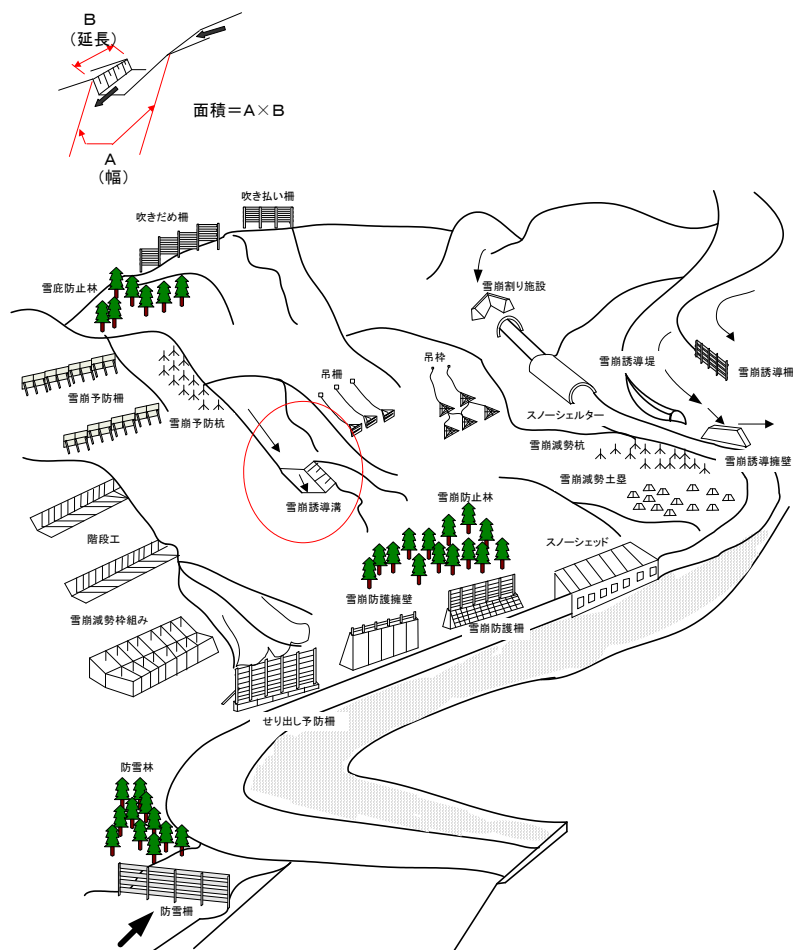 B
（延長）
面積＝A×B
A
（幅）
吹き払い柵
吹きだめ柵
雪庇防止林
雪崩割り施設
吊枠
雪崩誘導堤
雪崩誘導柵
吊柵
雪崩予防柵
スノーシェルター
雪崩予防杭
雪崩減勢杭
雪崩誘導擁壁
雪崩減勢土塁
雪崩防止林
雪崩誘導溝
階段工
スノーシェッド
雪崩防護擁壁
雪崩減勢枠組み
雪崩防護柵
せり出し予防柵
防雪林
防雪柵